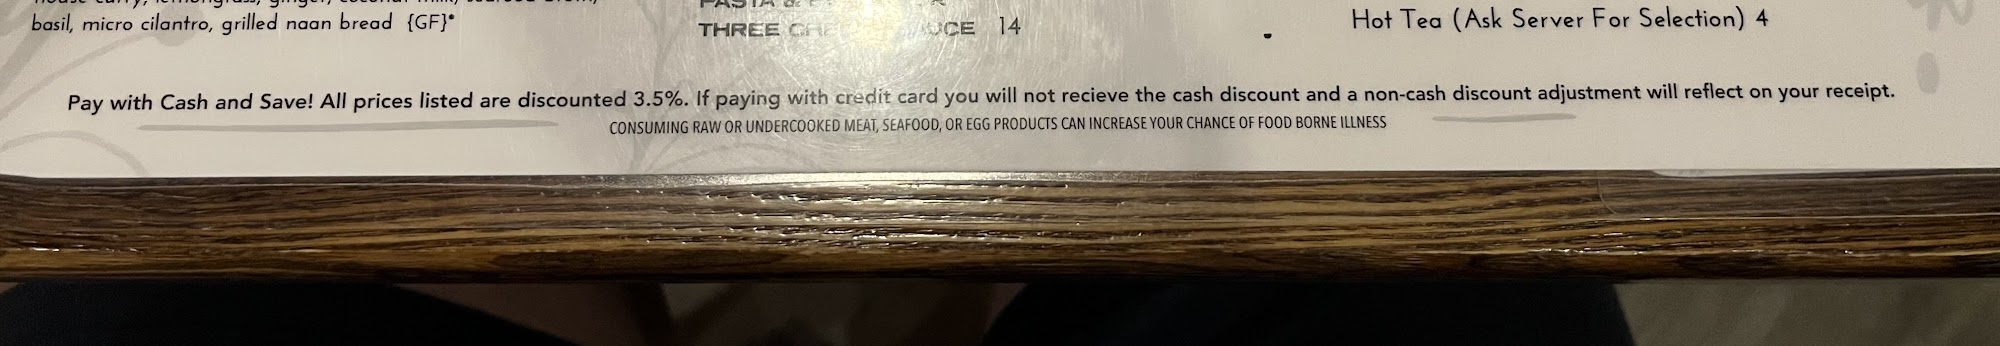 basil, micro cilantro, grilled naan bread {GF}*
THREE 14
Hot Tea (Ask Server For Selection) 4
Pay with Cash and Save! All prices listed are discounted 3.5%. If paying with credit card you will not recieve the cash discount and a non-cash discount adjustment will reflect on your receipt.
CONSUMING RAW OR UNDERCOOKED MEAT, SEAFOOD, OR EGG PRODUCTS CAN INCREASE YOUR CHANCE OF FOOD BORNE ILLNESS